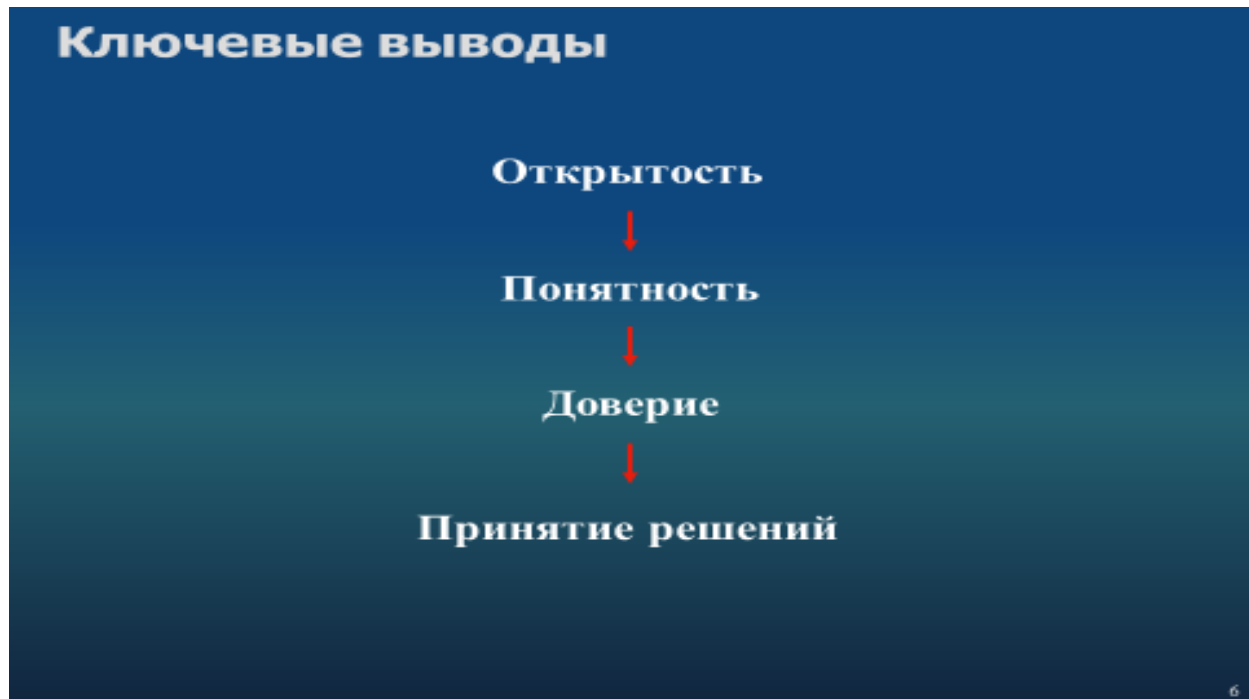 Ключевые выводы
Открытость
Понятность
Доверие
Принятие решений
6